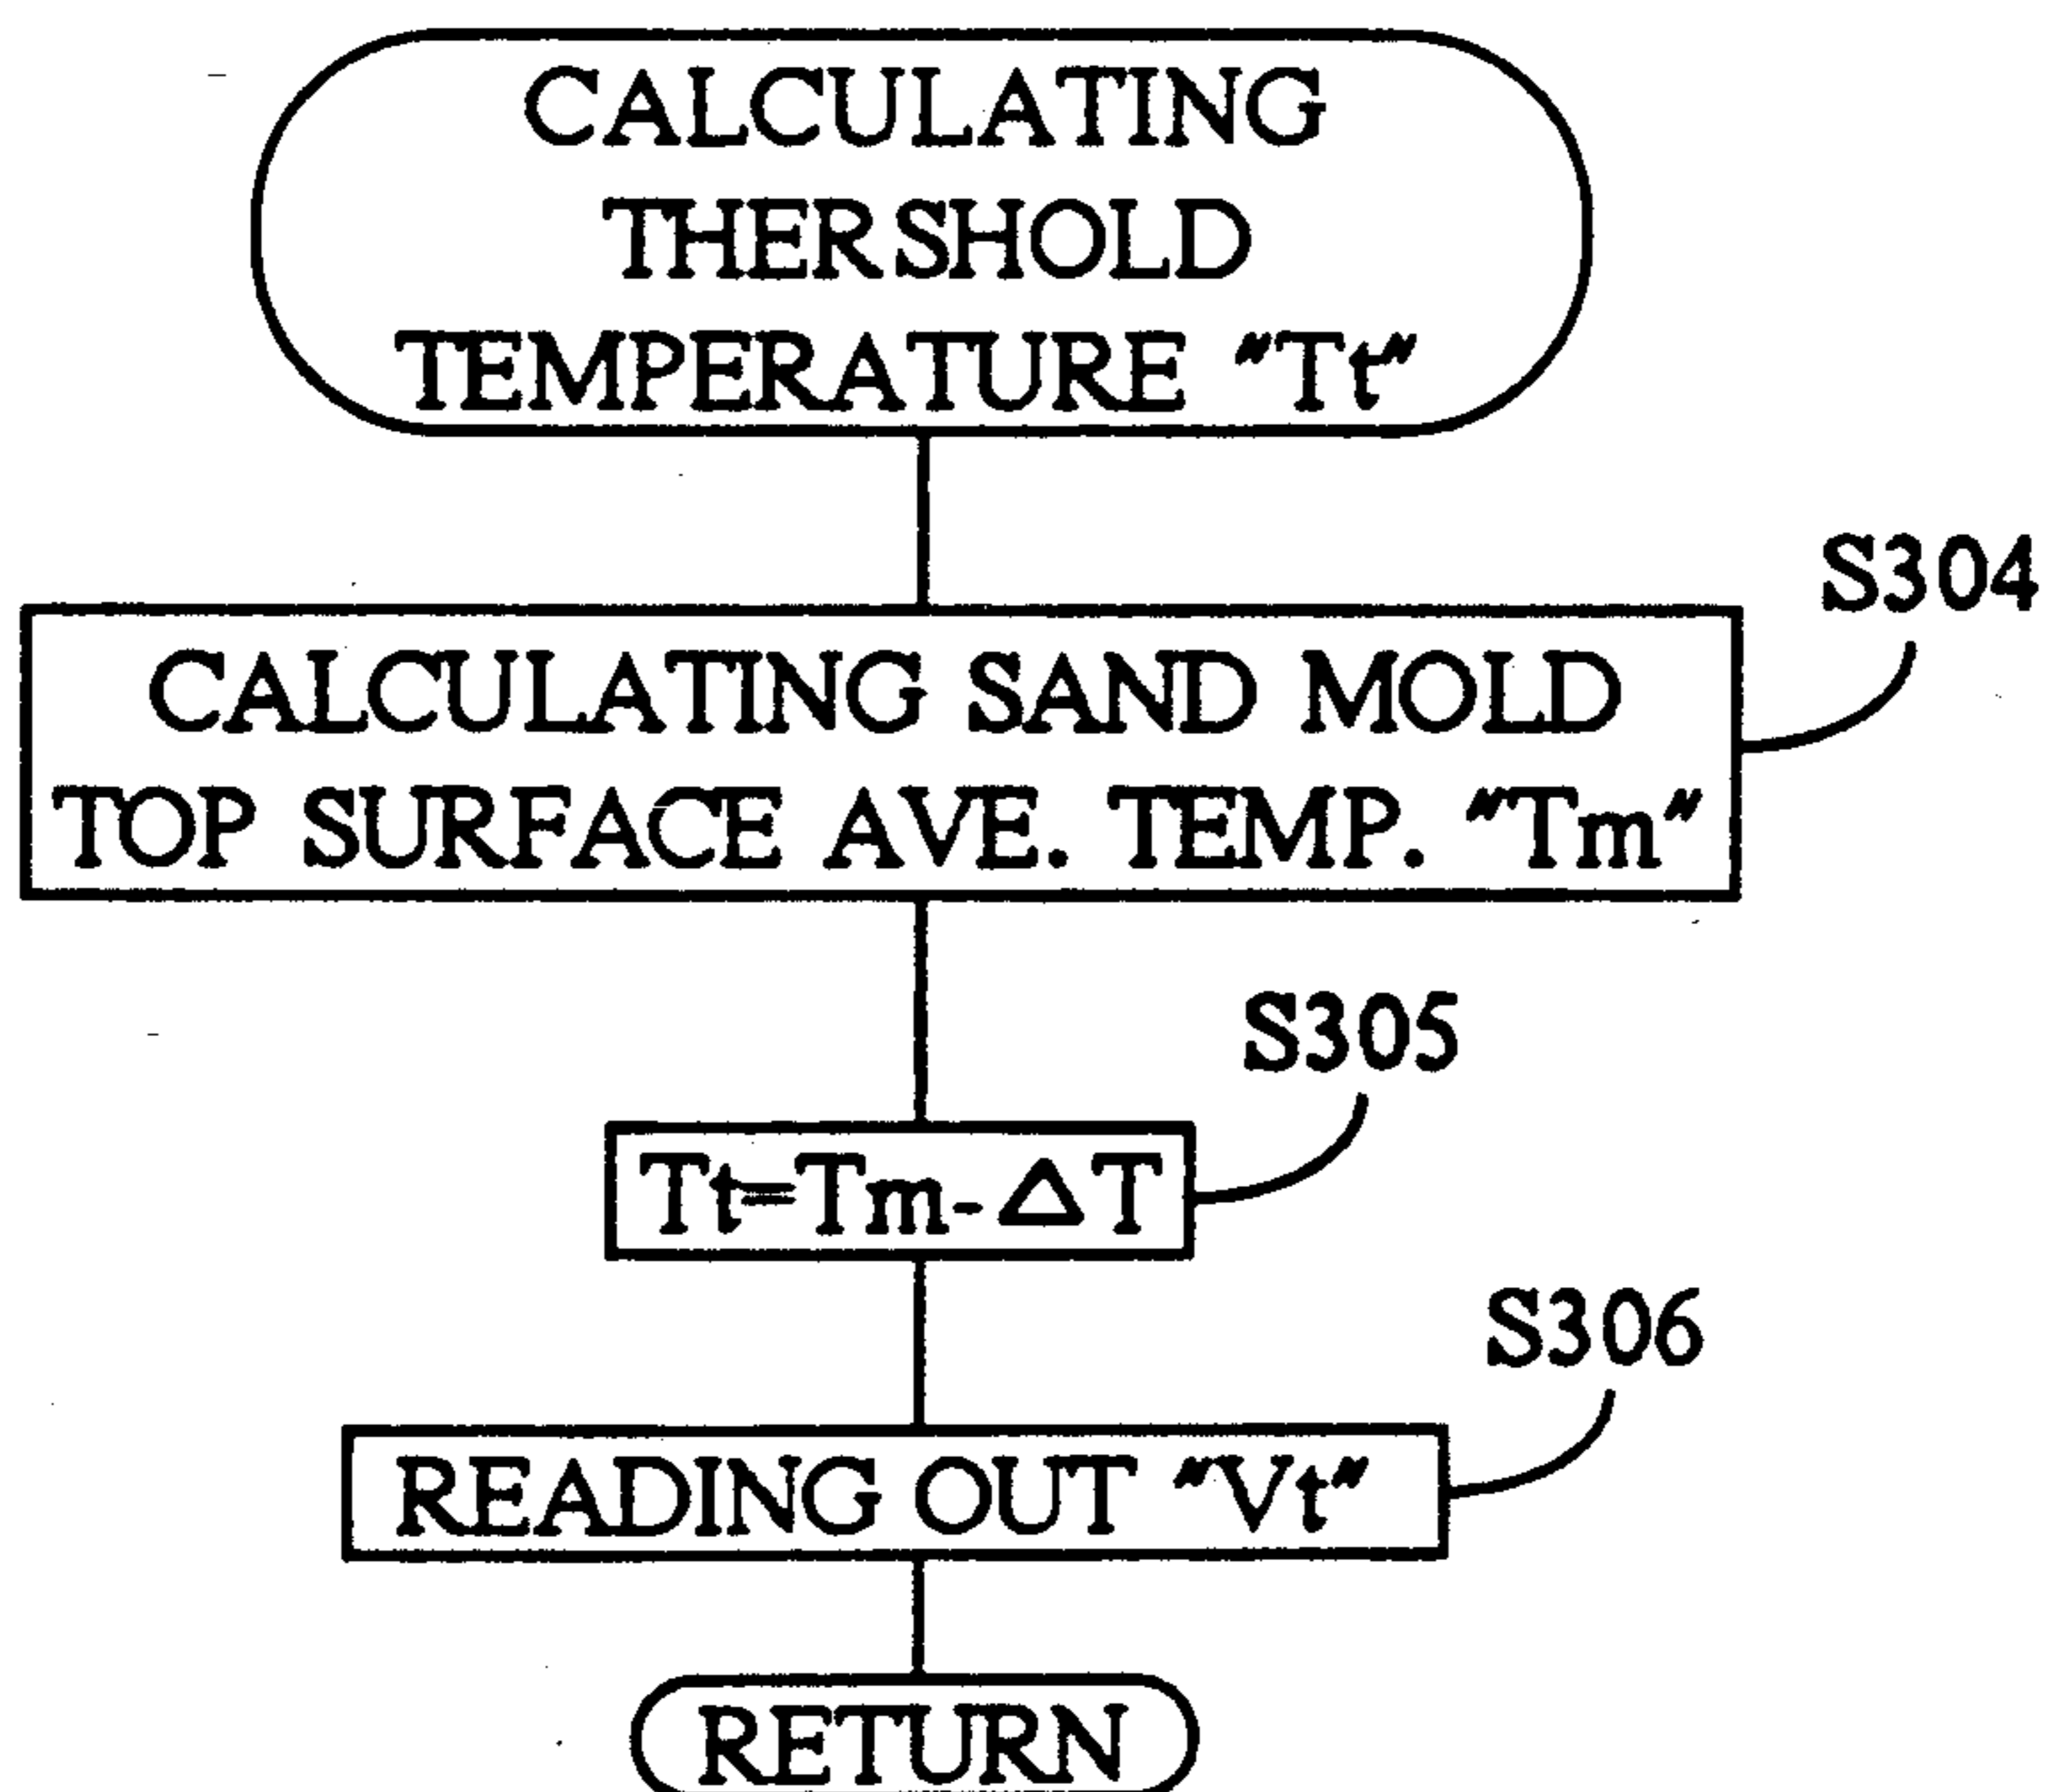 CALCULATING
THERSHOLD
TEMPERATURE "Tt"
S304
CALCULATING SAND MOLD
TOP SURFACE AVE. TEMP. "Tm"
S305
Tt=Tm-△T
S306
READING OUT "Vt"
RETURN